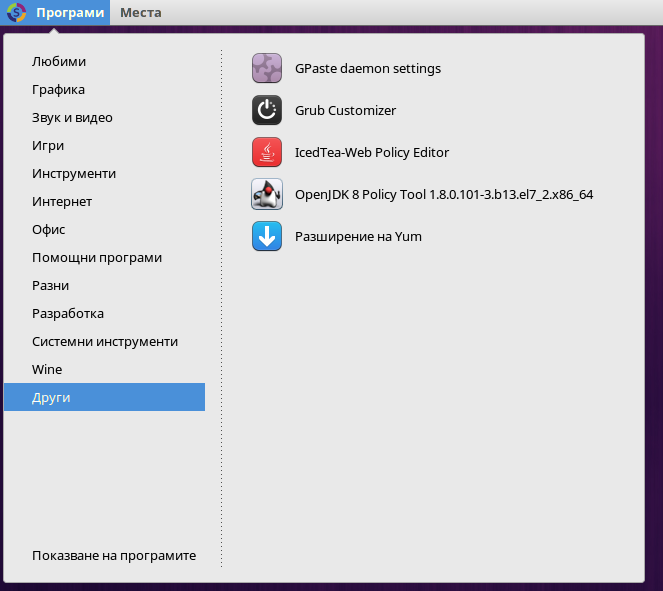 Програми Места
Любими
Графика
Звук и видео
Игри
Инструменти
Интернет
Офис
Помощни програми
Разни
Разработка
Системни инструменти
Wine
Други
Показване на програмите
GPaste daemon settings
Grub Customizer
IcedTea-Web Policy Editor
OpenJDK 8 Policy Tool 1.8.0.101-3.b13.el7_2.x86_64
Разширение на Yum